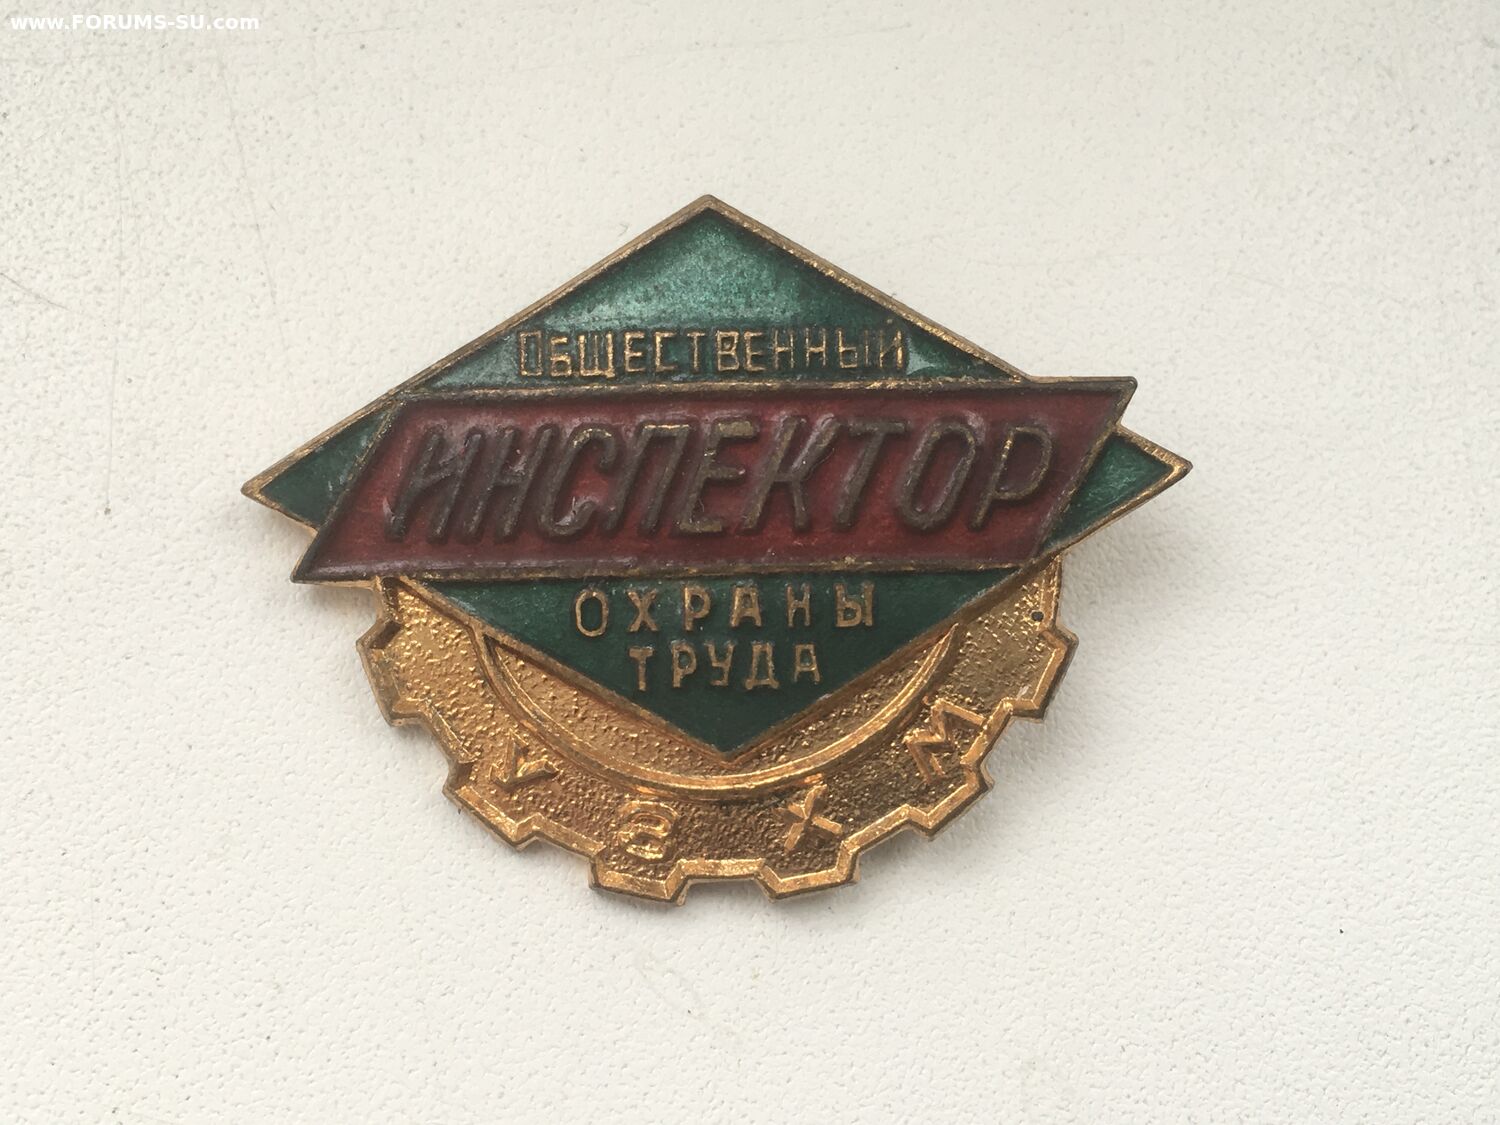 www.FORUMS-SU.com
ОБЩЕСТВЕННЫЙ
ИНСПЕКТОР
ОХРАНЫ
ТРУДА
УЗХМ